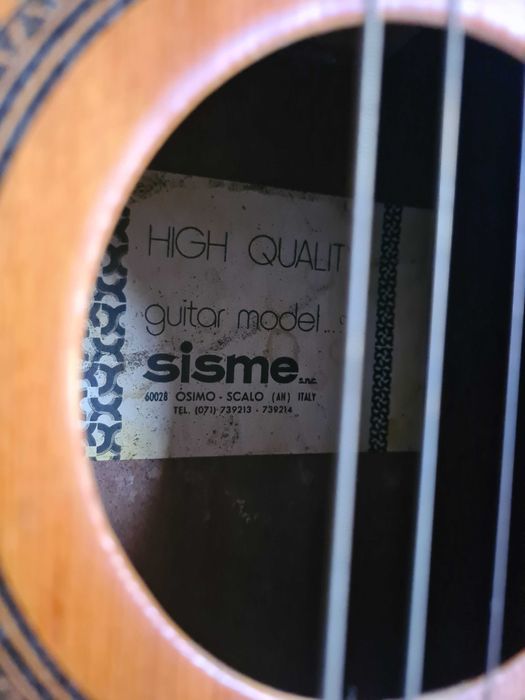 HIGH QUALIT
guitar model...
sisme s.n.c.
60028 OSIMO - SCALO (AN) ITALY
TEL. (071) 739213 - 739214